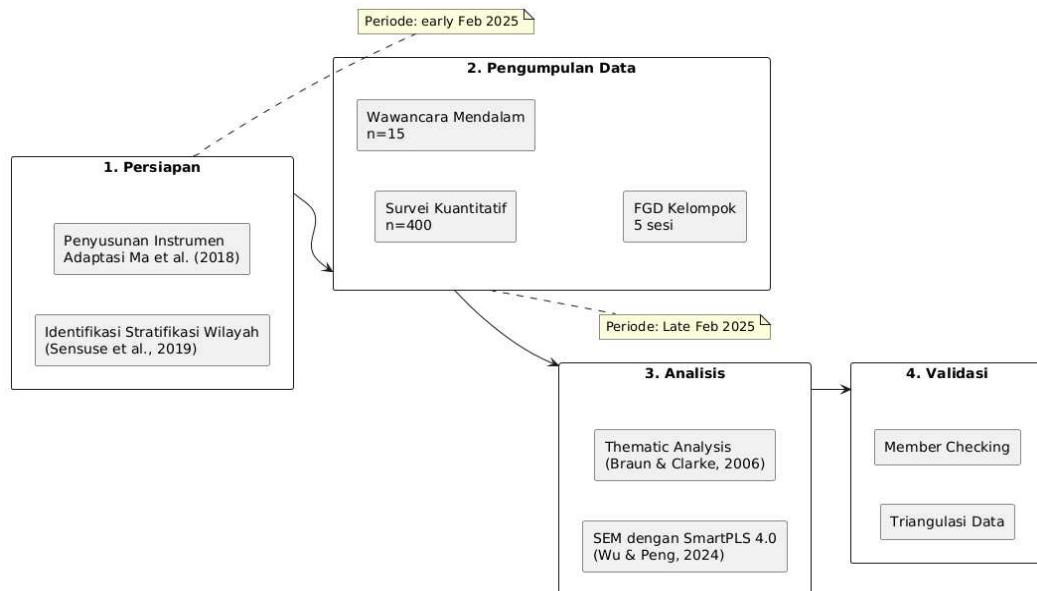 Periode: early Feb 2025
2. Pengumpulan Data
Wawancara Mendalam
n=15
Survei Kuantitatif
n=400
FGD Kelompok
5 sesi
1. Persiapan
Penyusunan Instrumen
Adaptasi Ma et al. (2018)
Identifikasi Stratifikasi Wilayah
(Sensuse et al., 2019)
Periode: Late Feb 2025
3. Analisis
Thematic Analysis
(Braun & Clarke, 2006)
SEM dengan SmartPLS 4.0
(Wu & Peng, 2024)
4. Validasi
Member Checking
Triangulasi Data